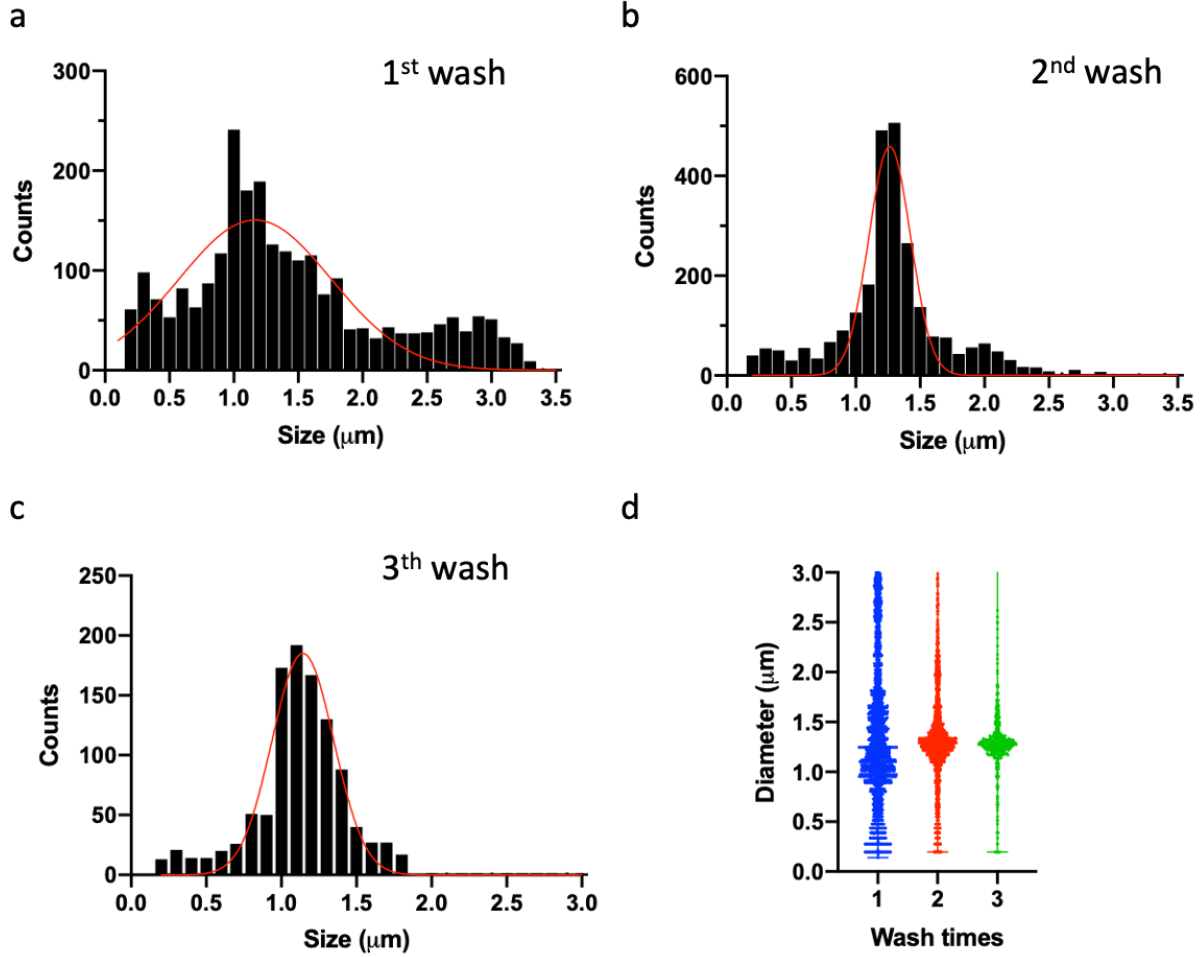 a
1st wash
300
200
100
0
Counts
0.0 0.5 1.0 1.5 2.0 2.5 3.0 3.5
Size (μm)
b
2nd wash
600
400
200
0
Counts
0.0 0.5 1.0 1.5 2.0 2.5 3.0 3.5
Size (μm)
c
3th wash
250
200
150
100
50
0
Counts
0.0 0.5 1.0 1.5 2.0 2.5 3.0
Size (μm)
d
3.0
2.5
2.0
1.5
1.0
0.5
0.0
Diameter (μm)
1 2 3
Wash times